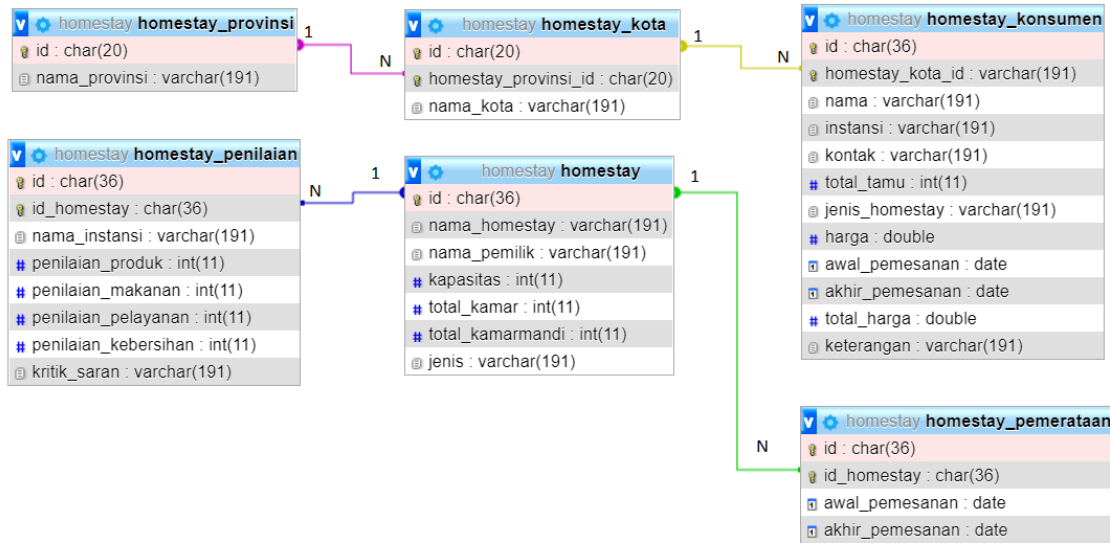 homestay homestay_provinsi
id : char(20)
nama_provinsi : varchar(191)
1
N
homestay homestay_kota
id : char(20)
homestay_provinsi_id : char(20)
nama_kota : varchar(191)
1
N
homestay homestay_konsumen
id : char(36)
homestay_kota_id : varchar(191)
nama : varchar(191)
instansi : varchar(191)
kontak : varchar(191)
total_tamu : int(11)
jenis_homestay : varchar(191)
harga : double
awal_pemesanan : date
akhir_pemesanan : date
total_harga : double
keterangan : varchar(191)
homestay homestay_penilaian
id : char(36)
id_homestay : char(36)
nama_instansi : varchar(191)
penilaian_produk : int(11)
penilaian_makanan : int(11)
penilaian_pelayanan : int(11)
penilaian_kebersihan : int(11)
kritik_saran : varchar(191)
N
1
homestay homestay
id : char(36)
nama_homestay : varchar(191)
nama_pemilik : varchar(191)
kapasitas : int(11)
total_kamar : int(11)
total_kamarmandi : int(11)
jenis : varchar(191)
1
N
homestay homestay_pemerataan
id : char(36)
id_homestay : char(36)
awal_pemesanan : date
akhir_pemesanan : date